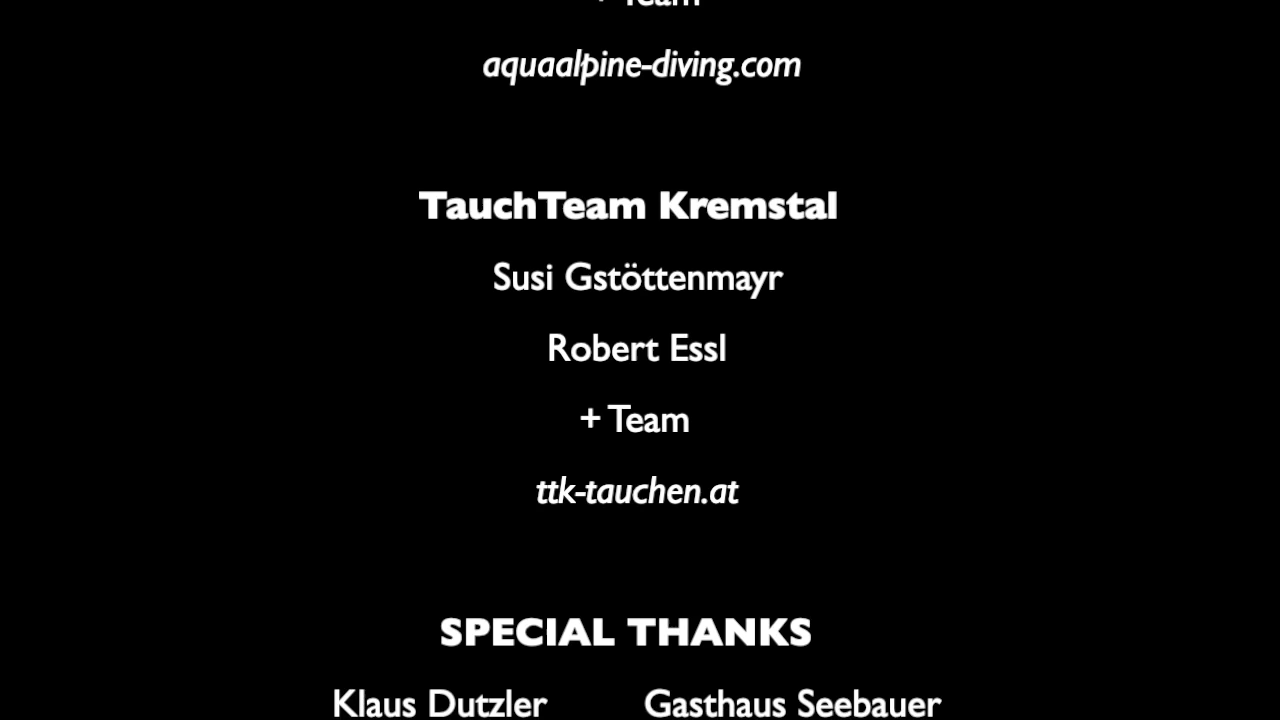 + Team
aquaalpine-diving.com
TauchTeam Kremstal
Susi Gstöttenmayr
Robert Essl
+ Team
ttk-tauchen.at
SPECIAL THANKS
Klaus Dutzler Gasthaus Seebauer